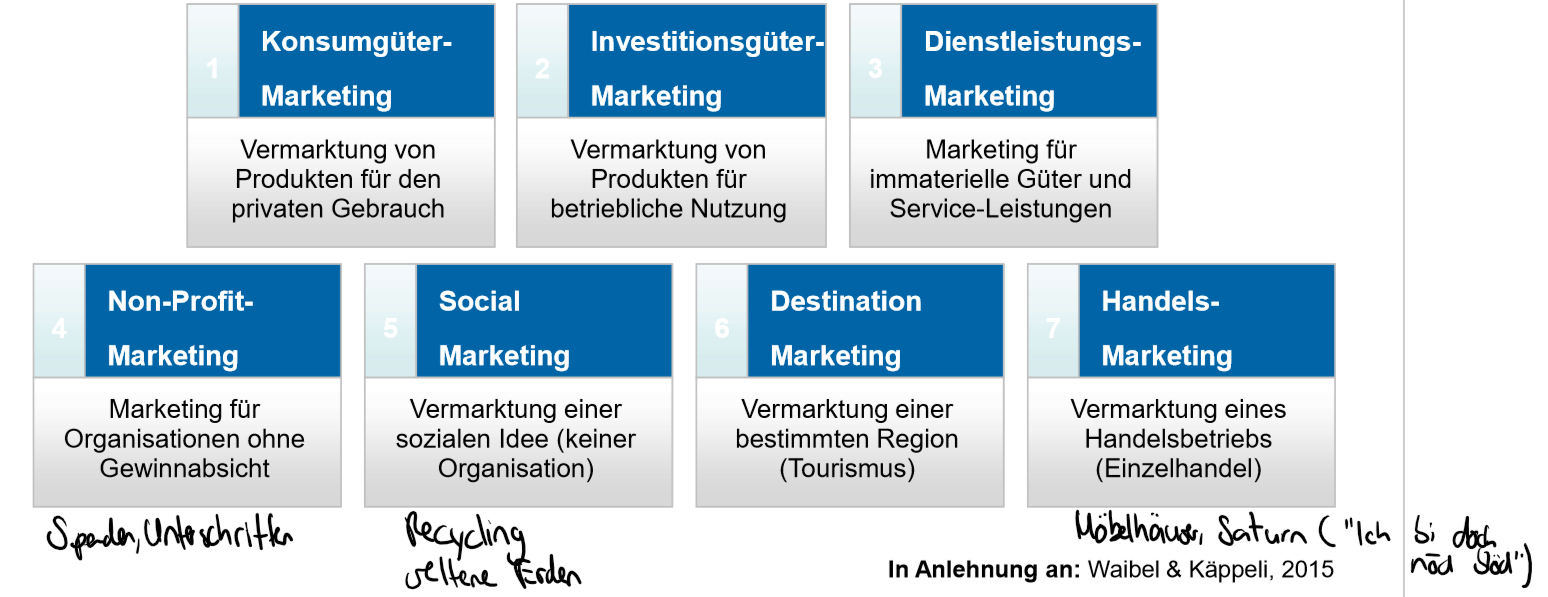 1
Konsumgüter-
Marketing
Vermarktung von
Produkten für den
privaten Gebrauch
2
Investitionsgüter-
Marketing
Vermarktung von
Produkten für
betriebliche Nutzung
3
Dienstleistungs-
Marketing
Marketing für
immaterielle Güter und
Service-Leistungen
4
Non-Profit-
Marketing
Marketing für
Organisationen ohne
Gewinnabsicht
5
Social
Marketing
Vermarktung einer
sozialen Idee (keiner
Organisation)
6
Destination
Marketing
Vermarktung einer
bestimmten Region
(Tourismus)
7
Handels-
Marketing
Vermarktung eines
Handelsbetriebs
(Einzelhandel)
Spenden, Unterschriften
Recycling
seltene Erden
Möbelhäuser, Saturn ("Ich bi doch
nöd blöd")
In Anlehnung an: Waibel & Käppeli, 2015